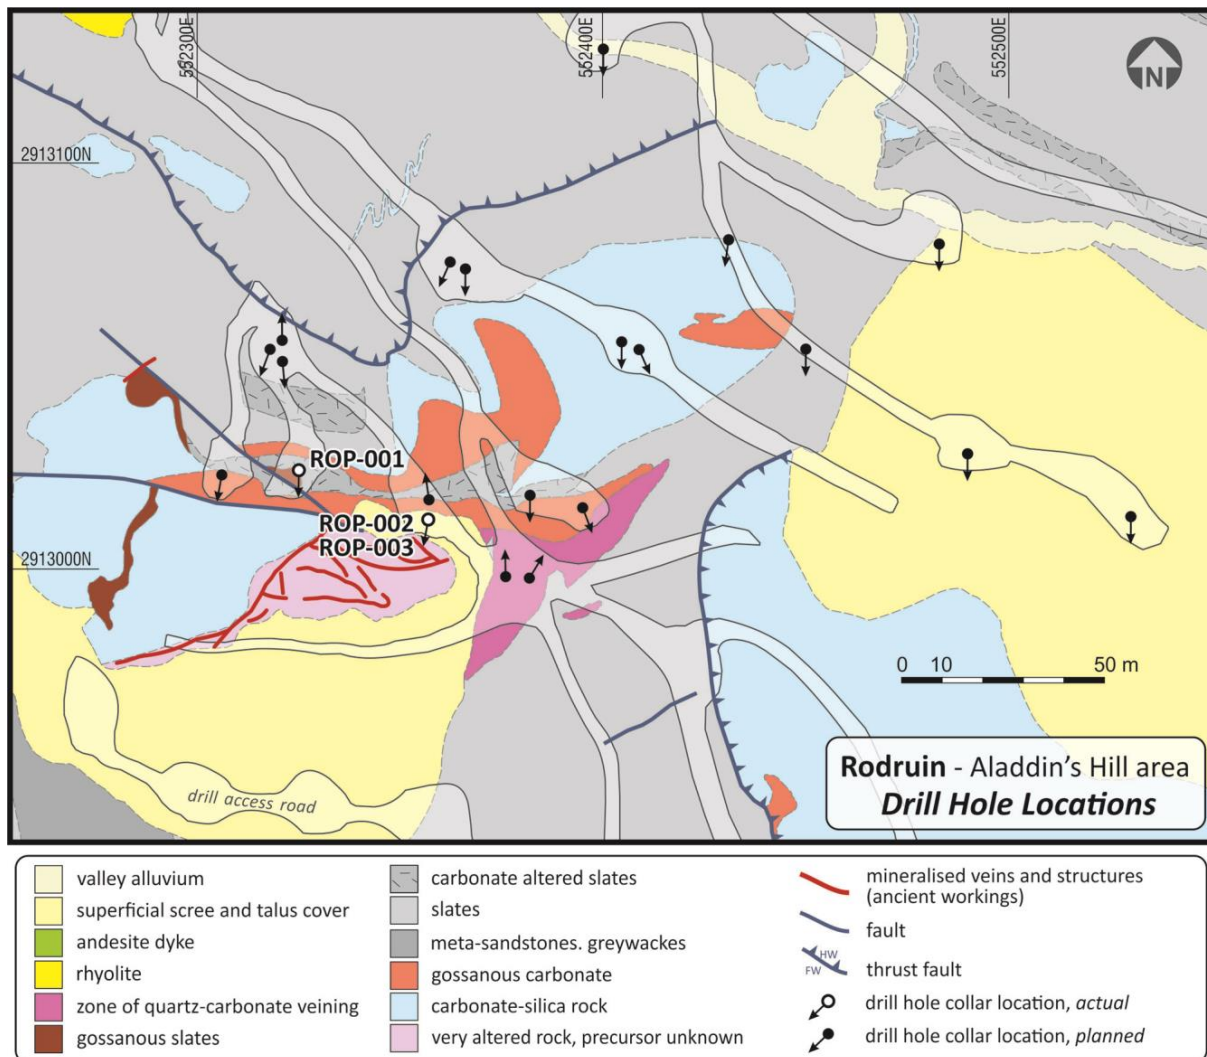 552300E
552400E
552500E
N
2913100N
ROP-001
ROP-002
ROP-003
2913000N
0 10 50 m
drill access road
Rodruin - Aladdin's Hill area
Drill Hole Locations
valley alluvium
superficial scree and talus cover
andesite dyke
rhyolite
zone of quartz-carbonate veining
gossanous slates
carbonate altered slates
slates
meta-sandstones. greywackes
gossanous carbonate
carbonate-silica rock
very altered rock, precursor unknown
mineralised veins and structures
(ancient workings)
fault
HW
FW
thrust fault
drill hole collar location, actual
drill hole collar location, planned